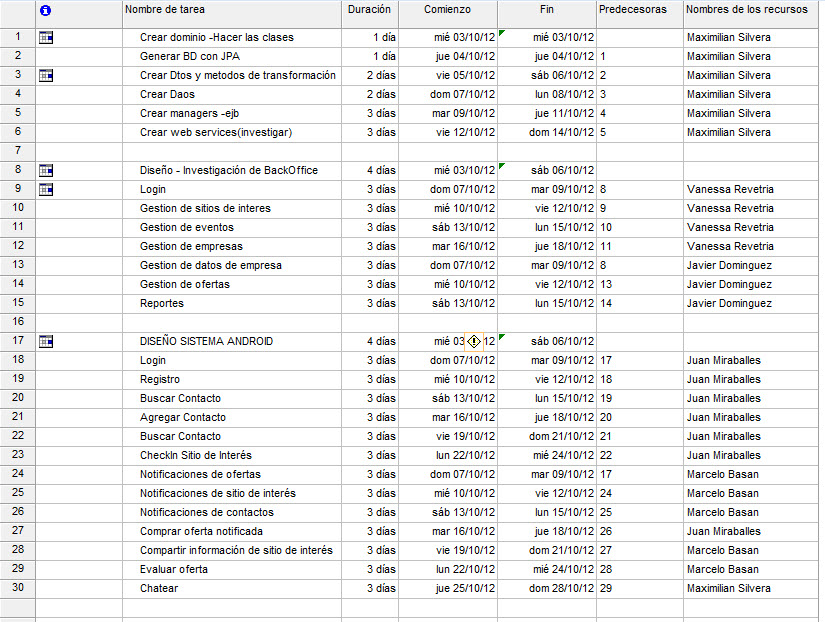 Nombre de tarea Duración Comienzo Fin Predecesoras Nombres de los recursos
1 Crear dominio -Hacer las clases 1 día mié 03/10/12 mié 03/10/12 Maximilian Silvera
2 Generar BD con JPA 1 día jue 04/10/12 jue 04/10/12 1 Maximilian Silvera
3 Crear Dtos y metodos de transformación 2 días vie 05/10/12 sáb 06/10/12 2 Maximilian Silvera
4 Crear Daos 2 días dom 07/10/12 lun 08/10/12 3 Maximilian Silvera
5 Crear managers -ejb 3 días mar 09/10/12 jue 11/10/12 4 Maximilian Silvera
6 Crear web services(investigar) 3 días vie 12/10/12 dom 14/10/12 5 Maximilian Silvera
7
8 Diseño - Investigación de BackOffice 4 días mié 03/10/12 sáb 06/10/12
9 Login 3 días dom 07/10/12 mar 09/10/12 8 Vanessa Revetria
10 Gestion de sitios de interes 3 días mié 10/10/12 vie 12/10/12 9 Vanessa Revetria
11 Gestion de eventos 3 días sáb 13/10/12 lun 15/10/12 10 Vanessa Revetria
12 Gestion de empresas 3 días mar 16/10/12 jue 18/10/12 11 Vanessa Revetria
13 Gestion de datos de empresa 3 días dom 07/10/12 mar 09/10/12 8 Javier Dominguez
14 Gestion de ofertas 3 días mié 10/10/12 vie 12/10/12 13 Javier Dominguez
15 Reportes 3 días sáb 13/10/12 lun 15/10/12 14 Javier Dominguez
16
17 DISEÑO SISTEMA ANDROID 4 días mié 03 12 sáb 06/10/12
18 Login 3 días dom 07/10/12 mar 09/10/12 17 Juan Miraballes
19 Registro 3 días mié 10/10/12 vie 12/10/12 18 Juan Miraballes
20 Buscar Contacto 3 días sáb 13/10/12 lun 15/10/12 19 Juan Miraballes
21 Agregar Contacto 3 días mar 16/10/12 jue 18/10/12 20 Juan Miraballes
22 Buscar Contacto 3 días vie 19/10/12 dom 21/10/12 21 Juan Miraballes
23 CheckIn Sitio de Interés 3 días lun 22/10/12 mié 24/10/12 22 Juan Miraballes
24 Notificaciones de ofertas 3 días dom 07/10/12 mar 09/10/12 17 Marcelo Basan
25 Notificaciones de sitio de interés 3 días mié 10/10/12 vie 12/10/12 24 Marcelo Basan
26 Notificaciones de contactos 3 días sáb 13/10/12 lun 15/10/12 25 Marcelo Basan
27 Comprar oferta notificada 3 días mar 16/10/12 jue 18/10/12 26 Juan Miraballes
28 Compartir información de sitio de interés 3 días vie 19/10/12 dom 21/10/12 27 Marcelo Basan
29 Evaluar oferta 3 días lun 22/10/12 mié 24/10/12 28 Marcelo Basan
30 Chatear 3 días jue 25/10/12 dom 28/10/12 29 Maximilian Silvera